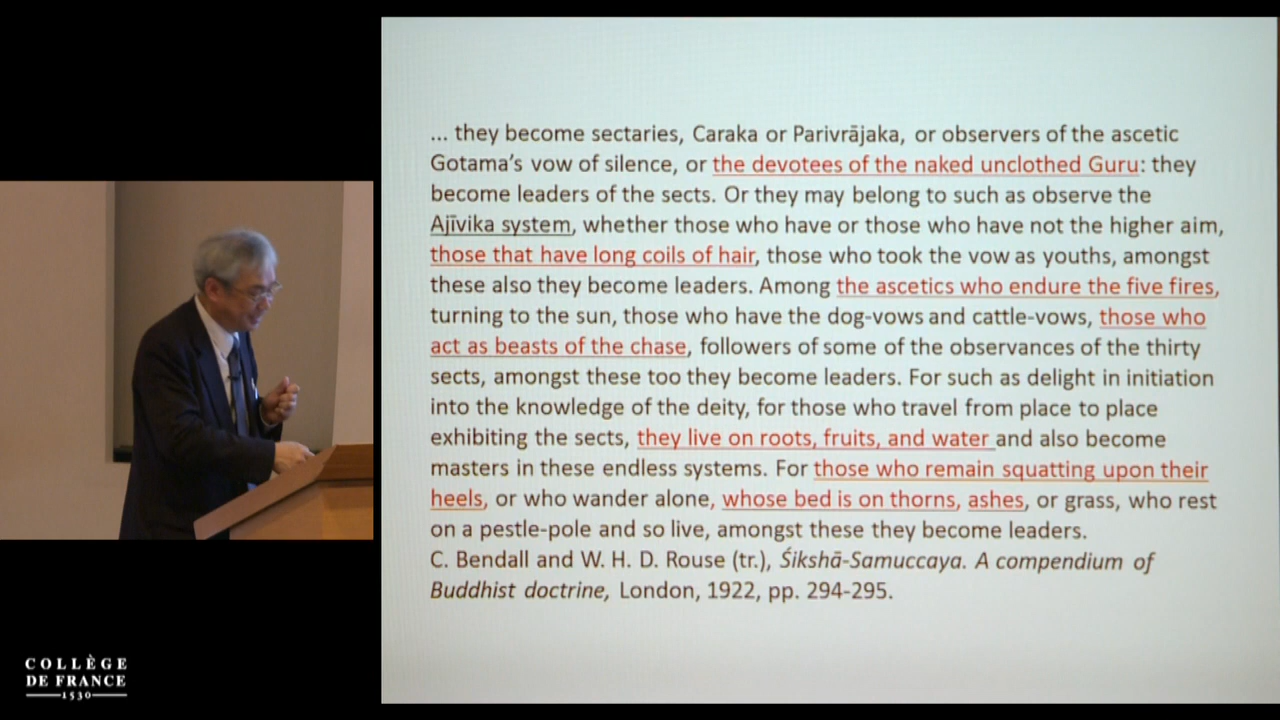 ... they become sectaries, Caraka or Parivrājaka, or observers of the ascetic
Gotama's vow of silence, or the devotees of the naked unclothed Guru: they
become leaders of the sects. Or they may belong to such as observe the
Ajīvika system, whether those who have or those who have not the higher aim,
those that have long coils of hair, those who took the vow as youths, amongst
these also they become leaders. Among the ascetics who endure the five fires,
turning to the sun, those who have the dog-vows and cattle-vows, those who
act as beasts of the chase, followers of some of the observances of the thirty
sects, amongst these too they become leaders. For such as delight in initiation
into the knowledge of the deity, for those who travel from place to place
exhibiting the sects, they live on roots, fruits, and water and also become
masters in these endless systems. For those who remain squatting upon their
heels, or who wander alone, whose bed is on thorns, ashes, or grass, who rest
on a pestle-pole and so live, amongst these they become leaders.
C. Bendall and W. H. D. Rouse (tr.), Śikshā-Samuccaya. A compendium of
Buddhist doctrine, London, 1922, pp. 294-295.
COLLÈGE
DE FRANCE
1530